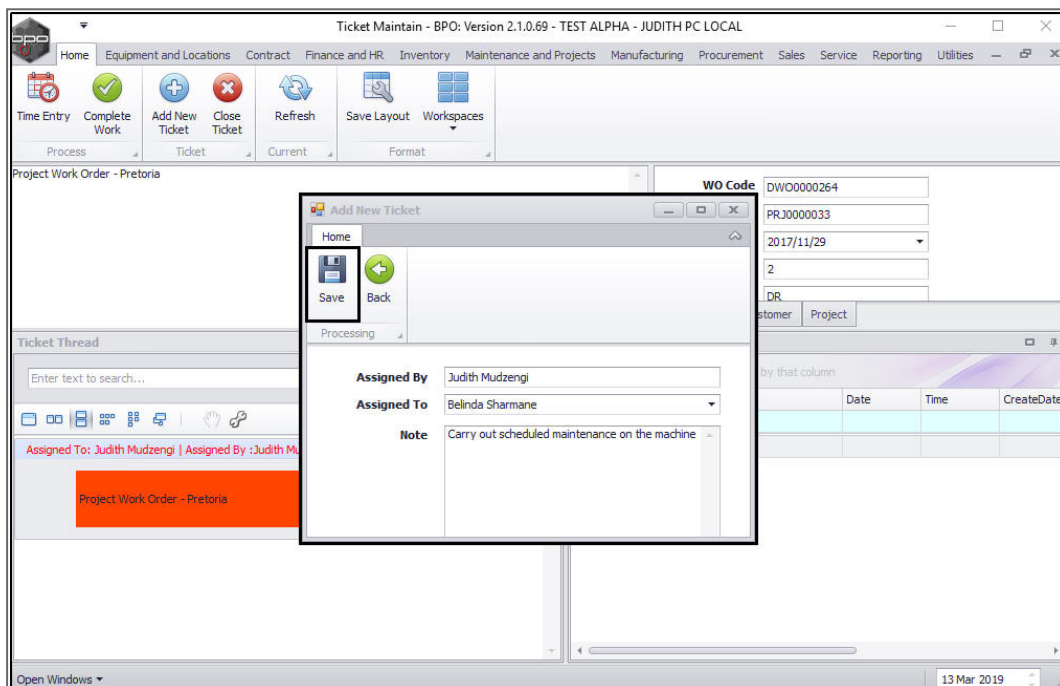 Ticket Maintain - BPO: Version 2.1.0.69 - TEST ALPHA - JUDITH PC LOCAL
bpo
Home Equipment and Locations Contract Finance and HR Inventory Maintenance and Projects Manufacturing Procurement Sales Service Reporting Utilities
Time Entry Complete Work Add New Ticket Close Ticket Refresh Save Layout Workspaces
Process Ticket Current Format
Project Work Order - Pretoria
WO Code DWO0000264
PRJ0000033
2017/11/29
2
DR
stomer Project
Add New Ticket
Home
Save Back
Processing
Assigned By Judith Mudzengi
Assigned To Belinda Sharmane
Note Carry out scheduled maintenance on the machine
Ticket Thread
Enter text to search...
Assigned To: Judith Mudzengi | Assigned By :Judith Mu
Project Work Order - Pretoria
by that column
Date Time CreateDate
Open Windows
13 Mar 2019